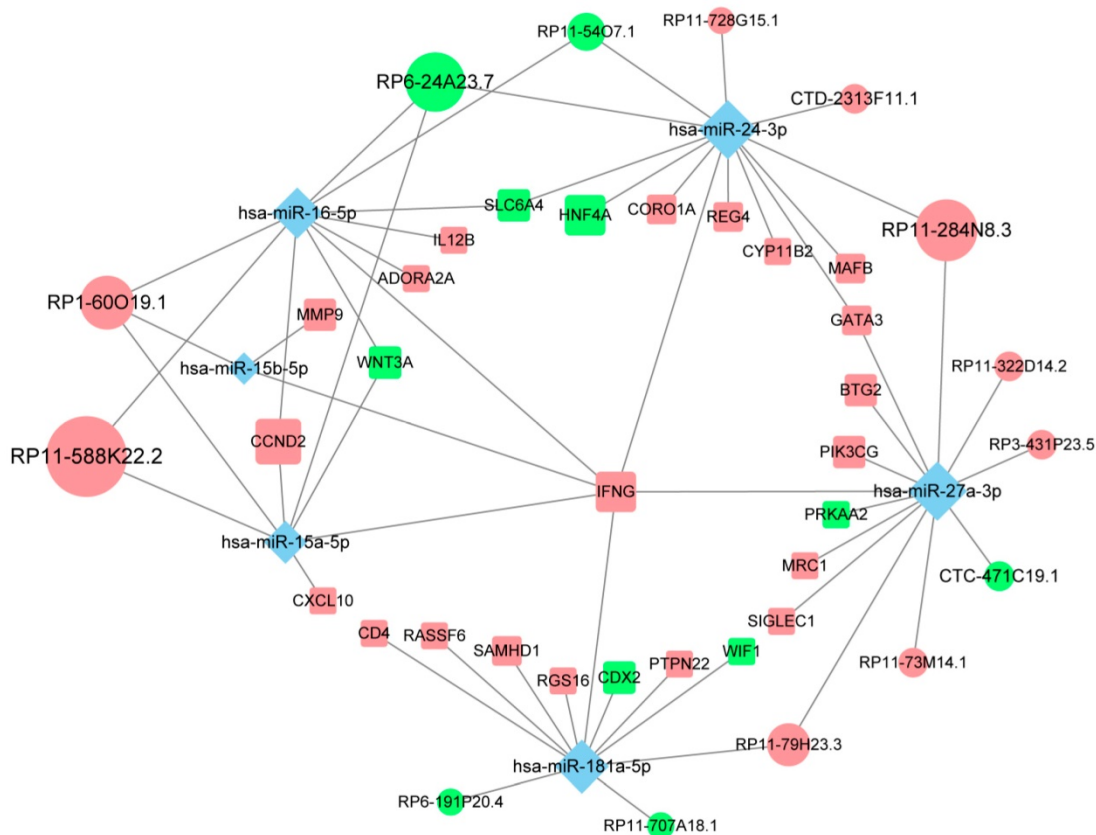 RP11-728G15.1
RP11-54O7.1
RP6-24A23.7
CTD-2313F11.1
hsa-miR-24-3p
SLC6A4
hsa-miR-16-5p
HNF4A
CORO1A
REG4
RP11-284N8.3
IL12B
CYP11B2
MAFB
ADORA2A
RP1-60O19.1
MMP9
GATA3
WNT3A
hsa-miR-15b-5p
RP11-322D14.2
BTG2
RP11-588K22.2
CCND2
PIK3CG
RP3-431P23.5
IFNG
hsa-miR-27a-3p
PRKAA2
hsa-miR-15a-5p
MRC1
CTC-471C19.1
CXCL10
SIGLEC1
CD4
RASSF6
SAMHD1
WIF1
PTPN22
RP11-73M14.1
RGS16
CDX2
RP11-79H23.3
hsa-miR-181a-5p
RP6-191P20.4
RP11-707A18.1